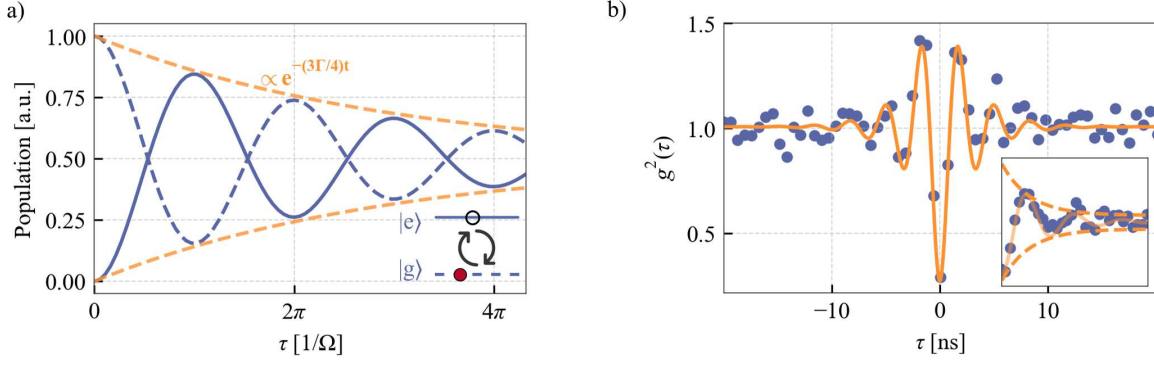 a)
Population [a.u.]
1.00
0.75
0.50
0.25
0.00
∝e^−(3Γ/4)t
|e⟩
|g⟩
0
2π
4π
τ [1/Ω]
b)
g²(τ)
1.5
1.0
0.5
−10
0
10
τ [ns]